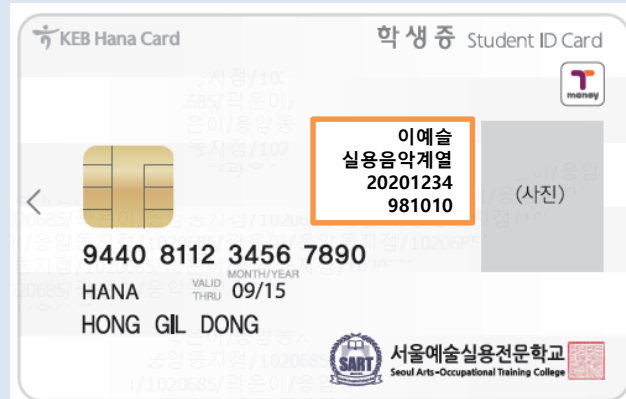 KEB Hana Card
학생증 Student ID Card
T
money
이예슬
실용음악계열
20201234
981010
(사진)
9440 8112 3456 7890
MONTH/YEAR
HANA VALID THRU 09/15
HONG GIL DONG
SART
서울예술실용전문학교
Seoul Arts-Occupational Training College